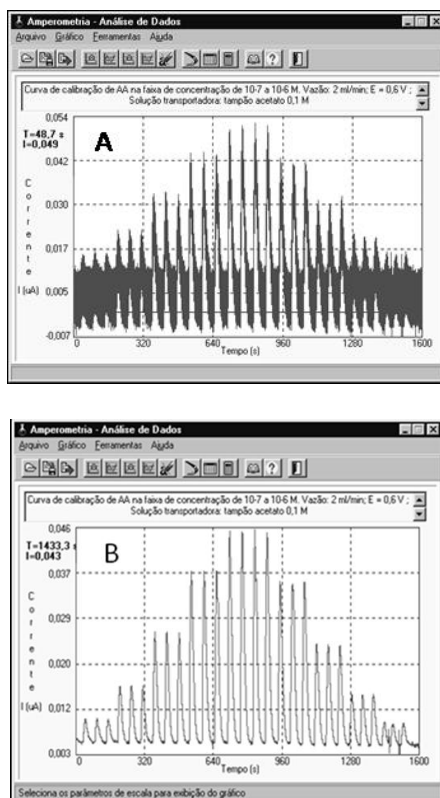 Amperometria - Análise de Dados
Arquivo Gráfico Ferramentas Ajuda
Curva de calibração de AA na faixa de concentração de 10-7 a 10-6 M. Vazão: 2 ml/min; E = 0,6 V ;
Solução transportadora: tampão acetato 0,1 M
0,054
T=48,7 s
I=0,049
A
0,042
0,030
0,017
0,005
-0,007
Corrente
I (uA)
0 320 640 960 1280 1600
Tempo (s)
Amperometria - Análise de Dados
Arquivo Gráfico Ferramentas Ajuda
Curva de calibração de AA na faixa de concentração de 10-7 a 10-6 M. Vazão: 2 ml/min; E = 0,6 V ;
Solução transportadora: tampão acetato 0,1 M
0,046
T=1433,3 s
I=0,043
B
0,037
0,029
0,020
0,012
0,003
Corrente
I (uA)
0 320 640 960 1280 1600
Tempo (s)
Seleciona os parâmetros de escala para exibição do gráfico